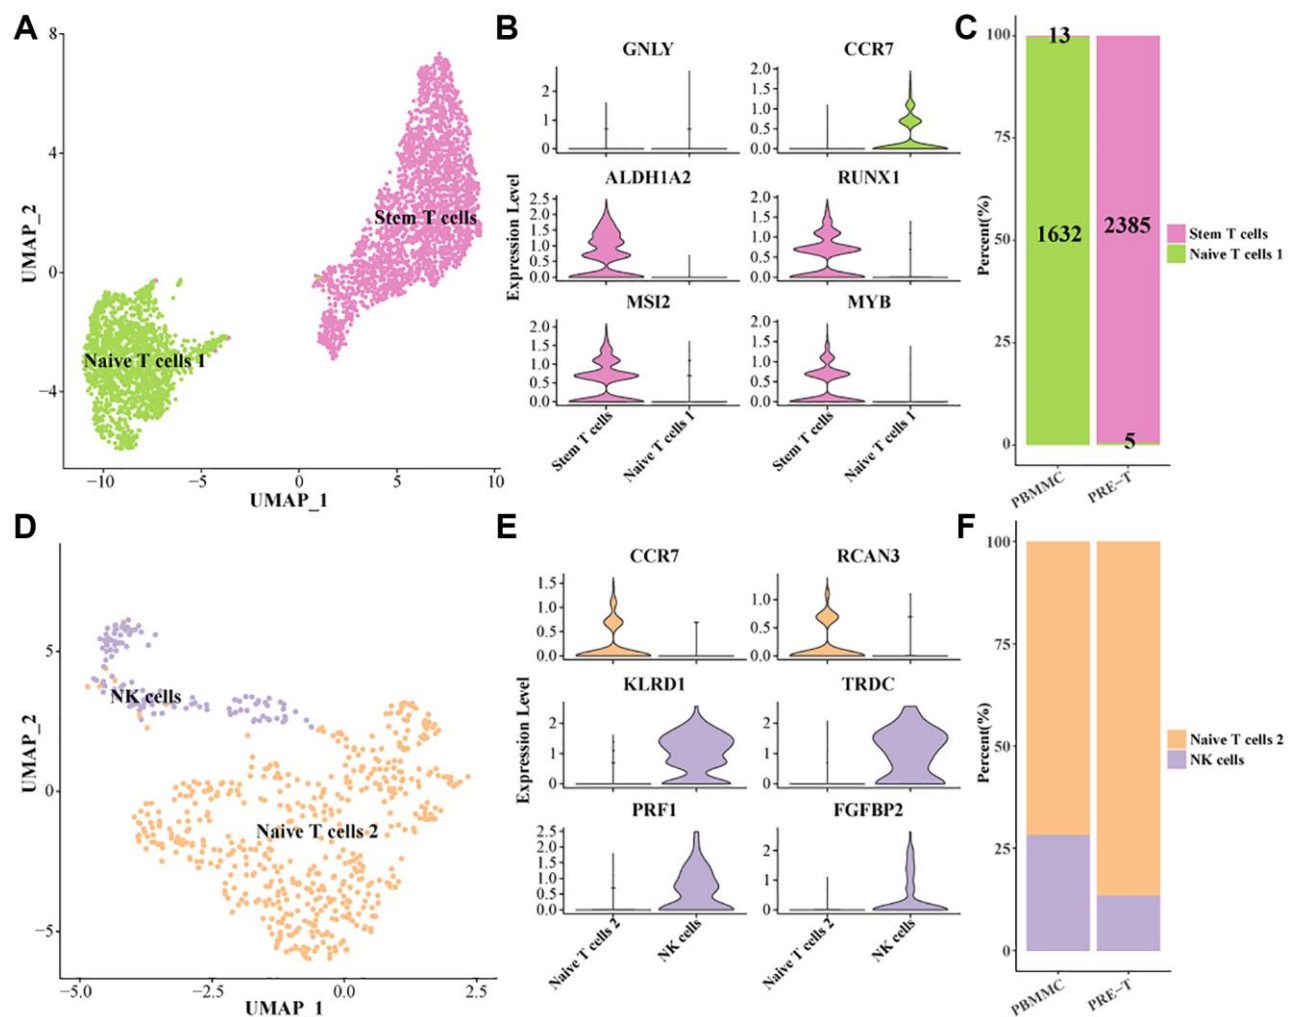 A
8
4
0
−4
UMAP_2
Stem T cells
Naive T cells 1
−10
−5
0
5
10
UMAP_1
B
Expression Level
GNLY
2
1
0
CCR7
2.0
1.5
1.0
0.5
0.0
ALDH1A2
2.5
2.0
1.5
1.0
0.5
0.0
RUNX1
2.0
1.5
1.0
0.5
0.0
MSI2
2.0
1.5
1.0
0.5
0.0
MYB
2.0
1.5
1.0
0.5
0.0
Stem T cells
Naive T cells 1
Stem T cells
Naive T cells 1
C
100
75
50
25
0
Percent(%)
13
1632
2385
5
PBMMC
PRE−T
Stem T cells
Naive T cells 1
D
5
0
−5
UMAP_2
NK cells
Naive T cells 2
−5.0
−2.5
0.0
2.5
UMAP_1
E
Expression Level
CCR7
1.5
1.0
0.5
0.0
RCAN3
1.0
0.5
0.0
KLRD1
2
1
0
TRDC
2
1
0
PRF1
2.5
2.0
1.5
1.0
0.5
0.0
FGFBP2
2
1
0
Naive T cells 2
NK cells
Naive T cells 2
NK cells
F
100
75
50
25
0
Percent(%)
PBMMC
PRE−T
Naive T cells 2
NK cells